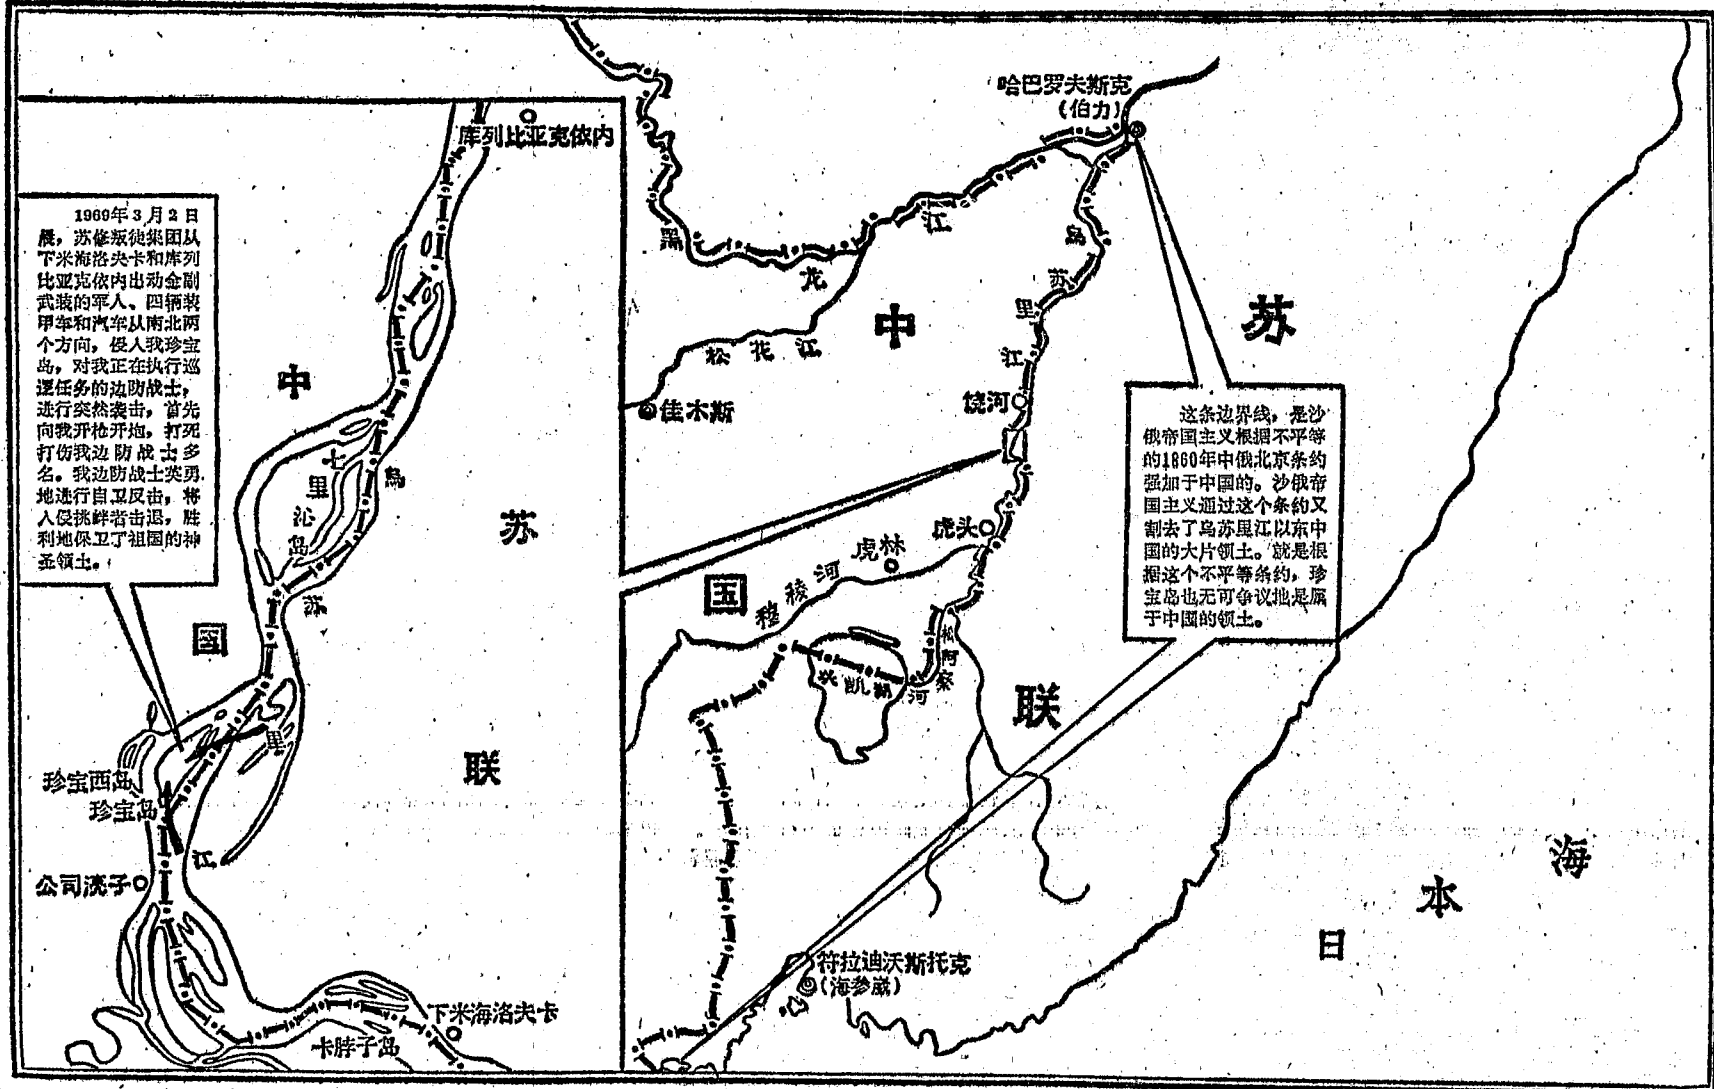 哈巴罗夫斯克
(伯力)
库列比亚克依内
1969年3月2日
晨，苏修叛徒集团从
下米海洛夫卡和库列
比亚克依内出动全副
武装的军人、四辆装
甲车和汽车从南北两
个方向，侵入我珍宝
岛，对我正在执行巡
逻任务的边防战士，
进行突然袭击，首先
向我开枪开炮，打死
打伤我边防战士多
名。我边防战士英勇
地进行自卫反击，将
入侵挑衅者击退，胜
利地保卫了祖国的神
圣领土。
中
国
苏
联
七里沁岛
乌苏里江
珍宝西岛
珍宝岛
公司亮子
下米海洛夫卡
卡脖子岛
黑龙江
松花江
佳木斯
乌苏里江
饶河
虎头
虎林
穆稜河
兴凯湖
松阿察河
中
国
苏
联
这条边界线，是沙
俄帝国主义根据不平等
的1860年中俄北京条约
强加于中国的。沙俄帝
国主义通过这个条约又
割去了乌苏里江以东中
国的大片领土。就是根
据这个不平等条约，珍
宝岛也无可争议地是属
于中国的领土。
符拉迪沃斯托克
(海参崴)
日本海